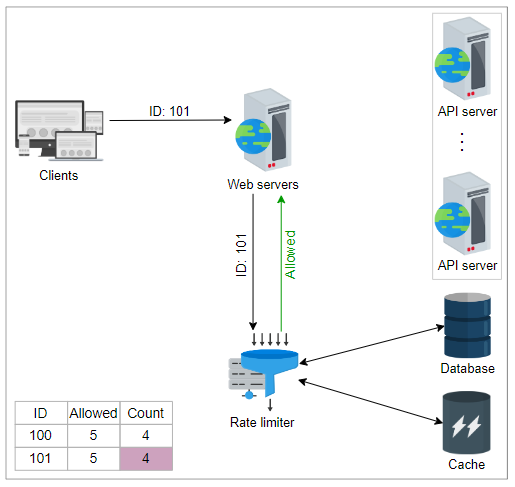 API server
ID: 101
Clients
Web servers
API server
ID: 101
Allowed
Database
Rate limiter
Cache
ID Allowed Count
100 5 4
101 5 4